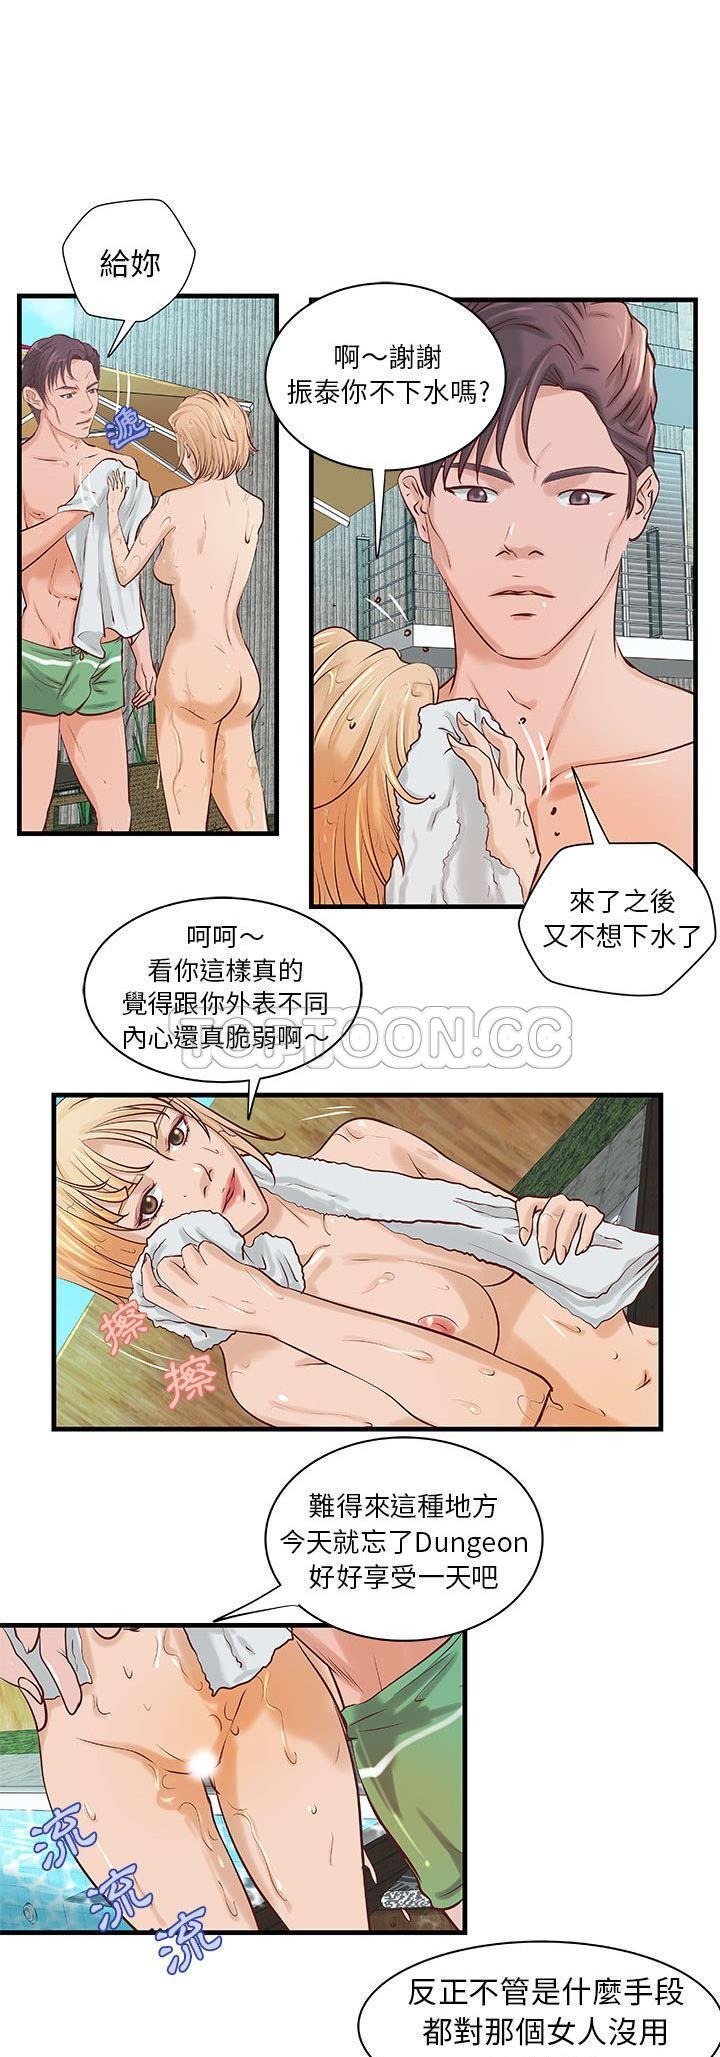 給妳
遞
啊～謝謝
振泰你不下水嗎?
來了之後
又不想下水了
呵呵～
看你這樣真的
覺得跟你外表不同
內心還真脆弱啊～
TOPTOON.CC
擦
擦
難得來這種地方
今天就忘了Dungeon
好好享受一天吧
流
流
流
反正不管是什麼手段
都對那個女人沒用